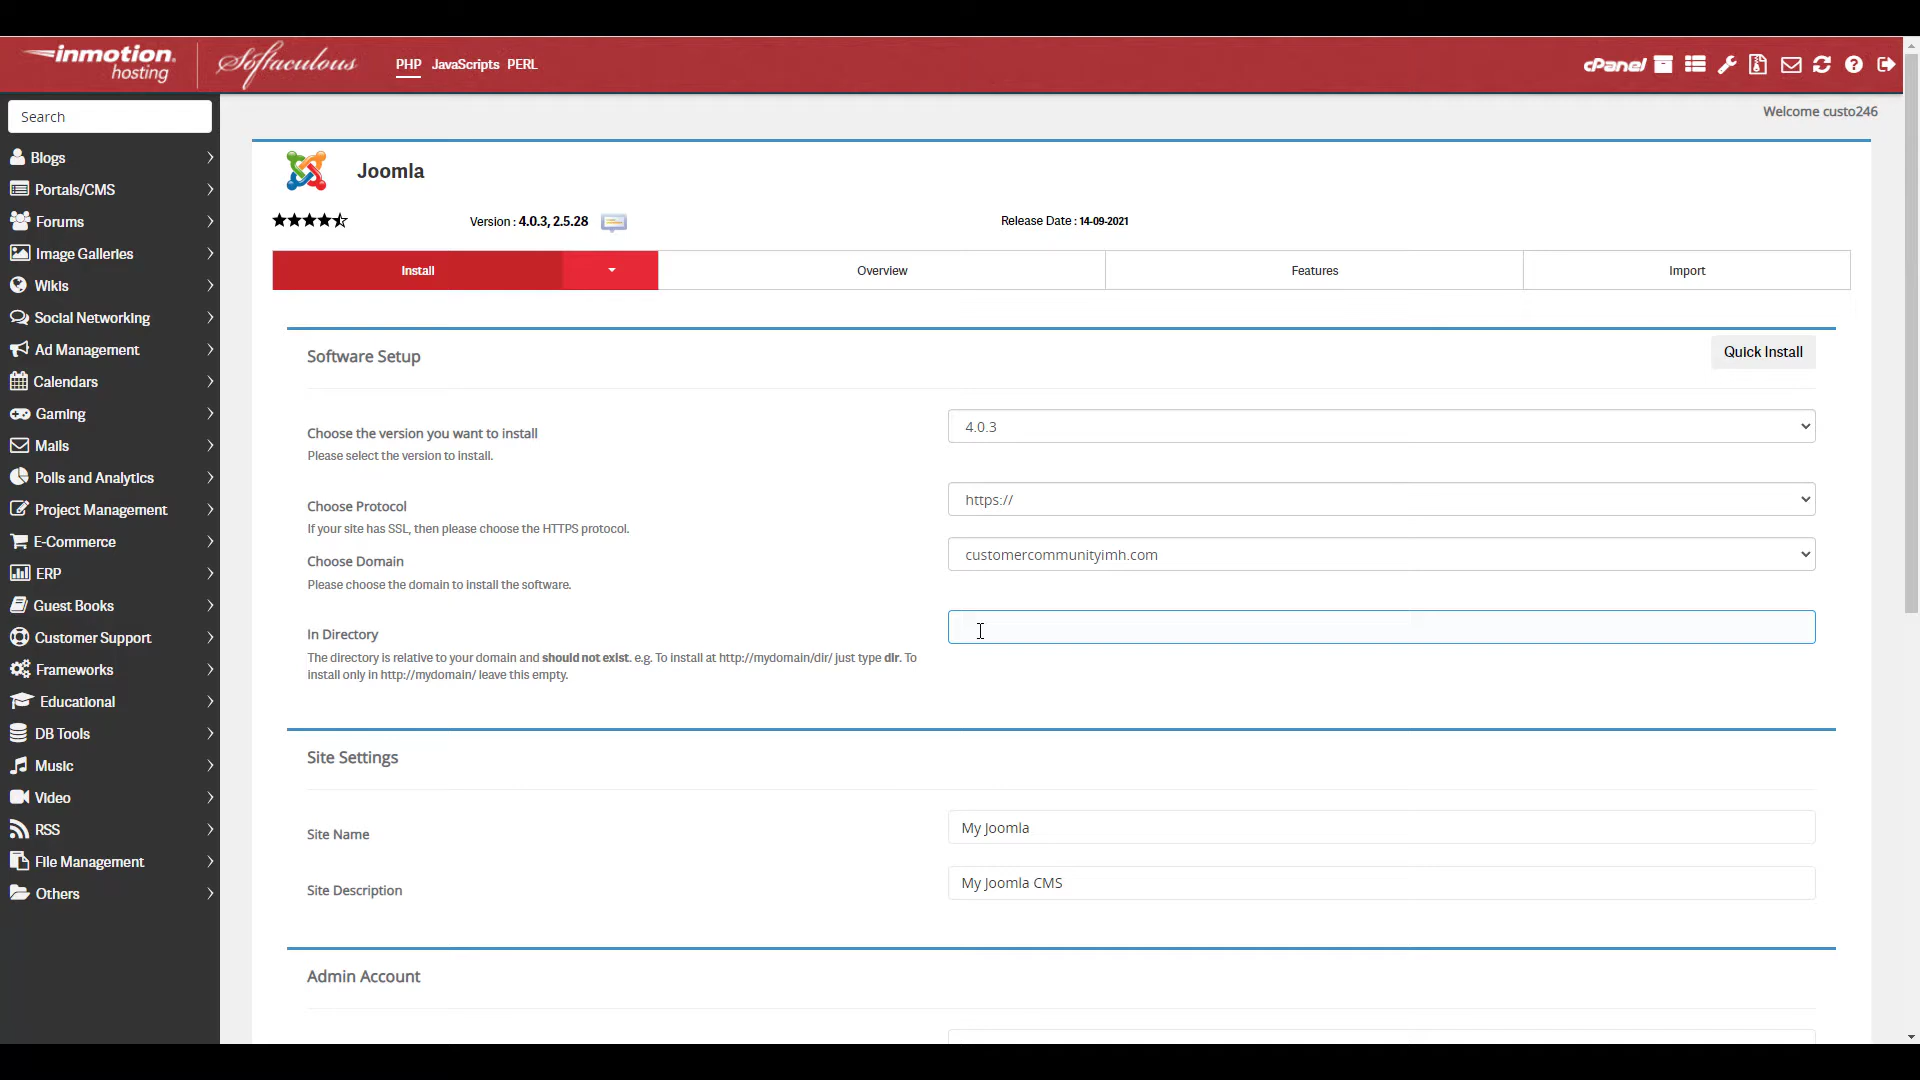 inmotion hosting
Softaculous
PHP JavaScripts PERL
cPanel
Search
Welcome custo246
Blogs
Portals/CMS
Forums
Image Galleries
Wikis
Social Networking
Ad Management
Calendars
Gaming
Mails
Polls and Analytics
Project Management
E-Commerce
ERP
Guest Books
Customer Support
Frameworks
Educational
DB Tools
Music
Video
RSS
File Management
Others
Joomla
Version : 4.0.3, 2.5.28
Release Date : 14-09-2021
Install Overview Features Import
Software Setup
Quick Install
Choose the version you want to install
Please select the version to install.
4.0.3
Choose Protocol
If your site has SSL, then please choose the HTTPS protocol.
https://
Choose Domain
Please choose the domain to install the software.
customercommunityimh.com
In Directory
The directory is relative to your domain and should not exist. e.g. To install at http://mydomain/dir/ just type dir. To
install only in http://mydomain/ leave this empty.
Site Settings
Site Name
My Joomla
Site Description
My Joomla CMS
Admin Account